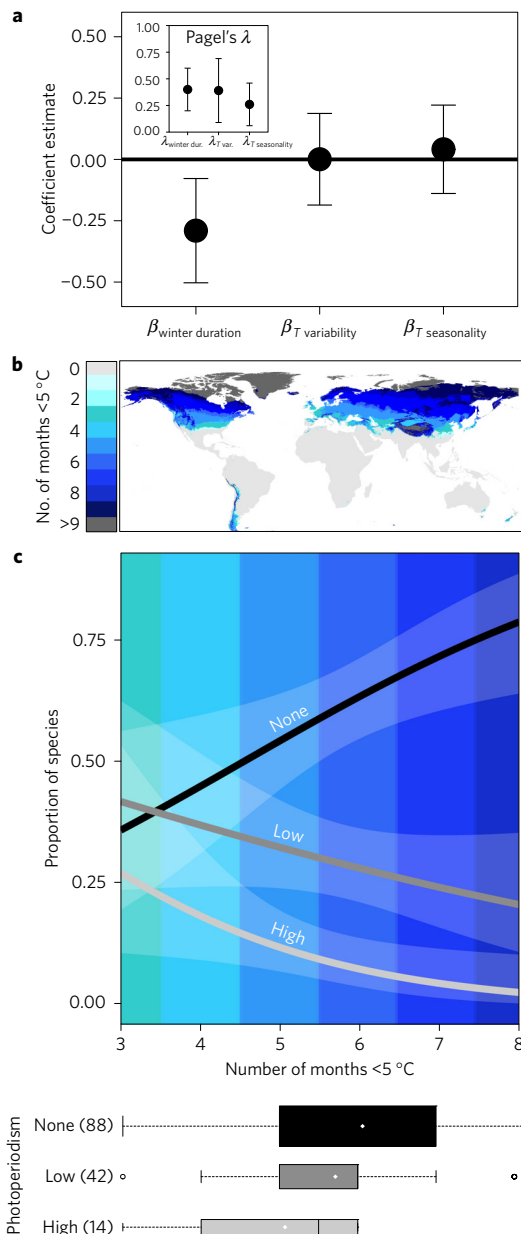 a
0.50
0.25
0.00
−0.25
−0.50
Coefficient estimate
Pagel's λ
1.00
0.75
0.50
0.25
0.00
λwinter dur. λT var. λT seasonality
βwinter duration βT variability βT seasonality
b
No. of months <5 °C
0
2
4
6
8
>9
c
Proportion of species
0.75
0.50
0.25
0.00
None
Low
High
3 4 5 6 7 8
Number of months <5 °C
Photoperiodism
None (88)
Low (42)
High (14)